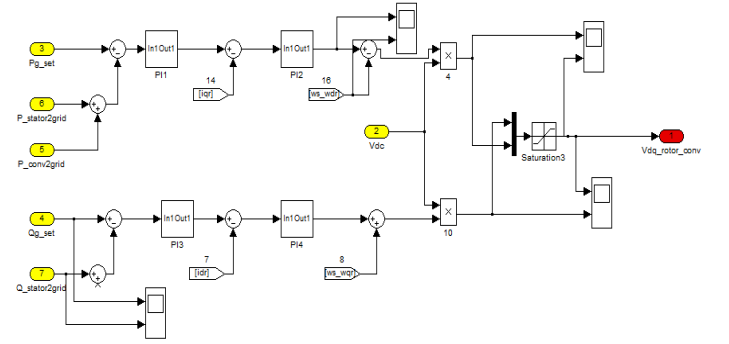 3
Pg_set
In1 Out1
PI1
In1 Out1
PI2
14
[iqr]
16
[ws_wdr]
×
4
6
P_stator2grid
5
P_conv2grid
2
Vdc
Saturation3
Vdq_rotor_conv
4
Qg_set
In1 Out1
PI3
In1 Out1
PI4
×
10
7
Q_stator2grid
7
[idr]
8
[ws_wqr]